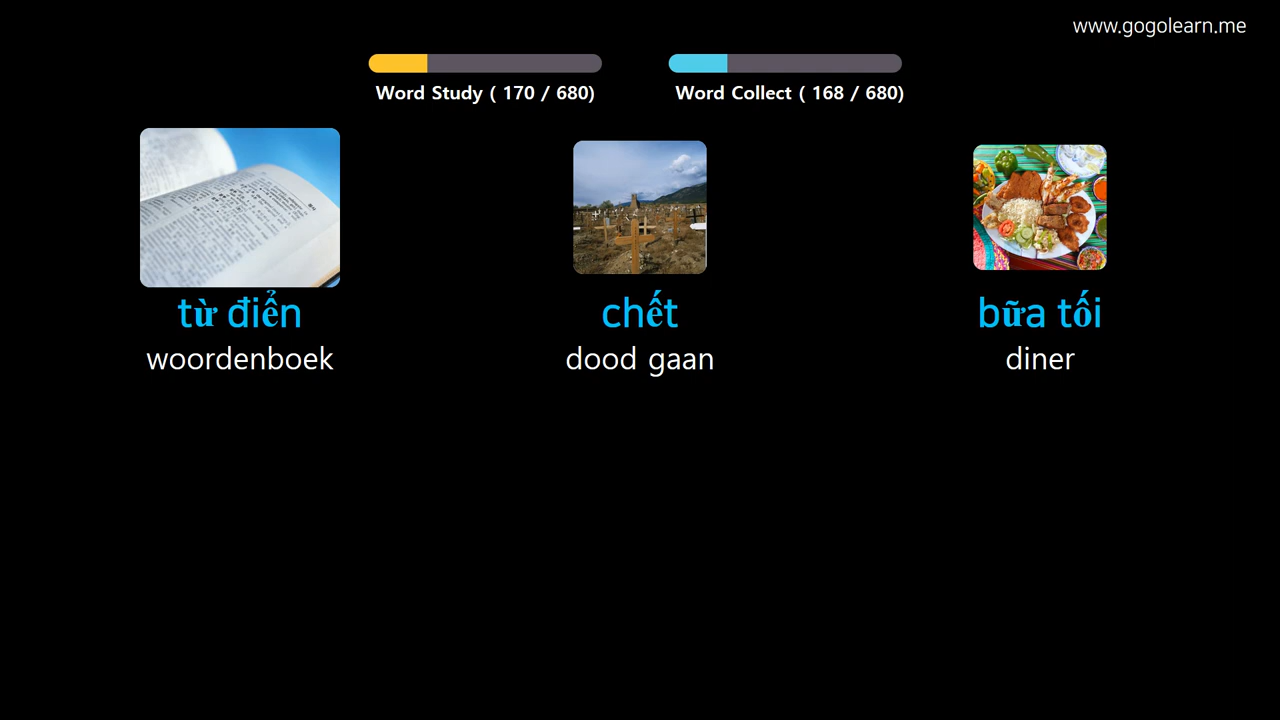 www.gogolearn.me
Word Study ( 170 / 680)
Word Collect ( 168 / 680)
từ điển
chết
bữa tối
woordenboek
dood gaan
diner